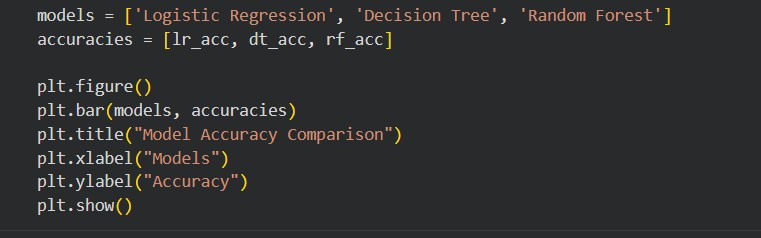 models = ['Logistic Regression', 'Decision Tree', 'Random Forest']
accuracies = [lr_acc, dt_acc, rf_acc]
plt.figure()
plt.bar(models, accuracies)
plt.title("Model Accuracy Comparison")
plt.xlabel("Models")
plt.ylabel("Accuracy")
plt.show()